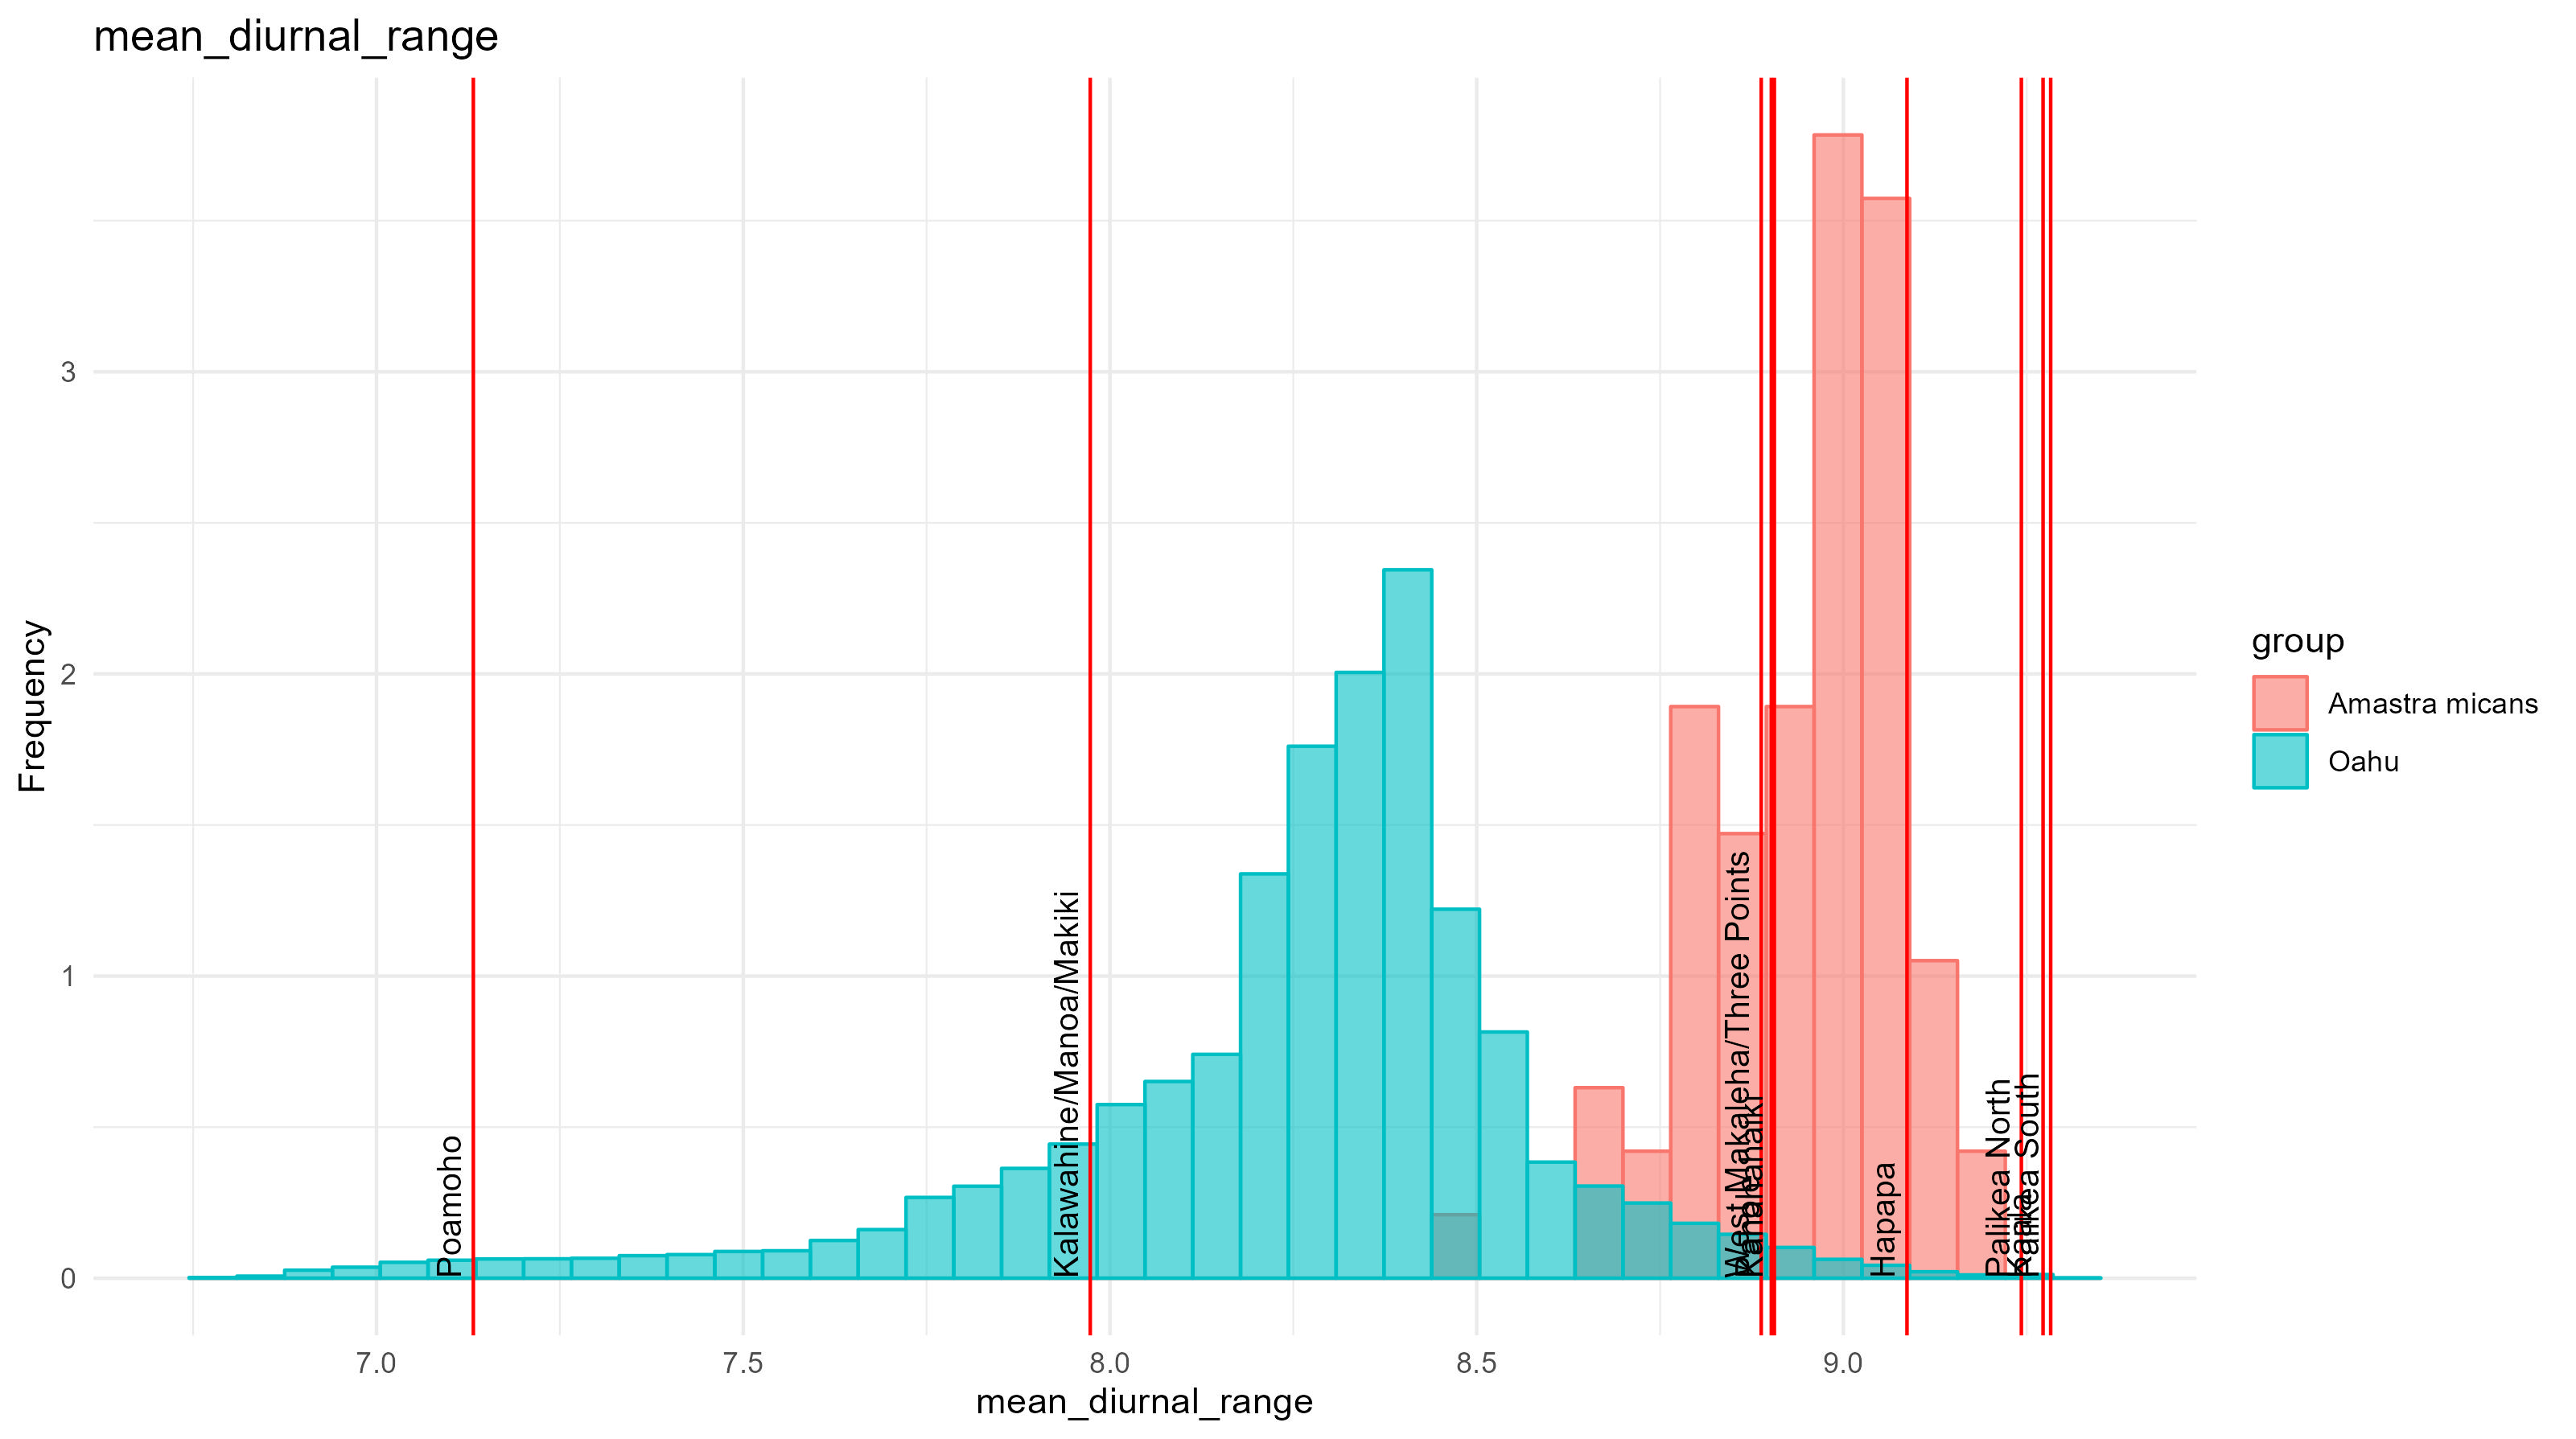 mean_diurnal_range
Frequency
3
2
1
0
Poamoho
Kalawahine/Manoa/Makiki
West Makaleha/Three Points
Hapapa
Palikea North
Palikea South
7.0
7.5
8.0
8.5
9.0
mean_diurnal_range
group
Amastra micans
Oahu